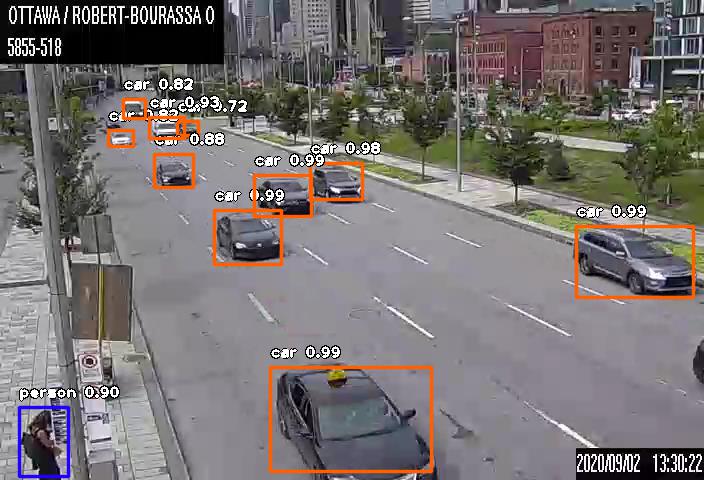 OTTAWA / ROBERT-BOURASSA O
5855-518
car 0.82
car 0.93
0.72
0.88
car 0.98
car 0.99
car 0.99
car 0.99
car 0.99
person 0.90
2020/09/02 13:30:22